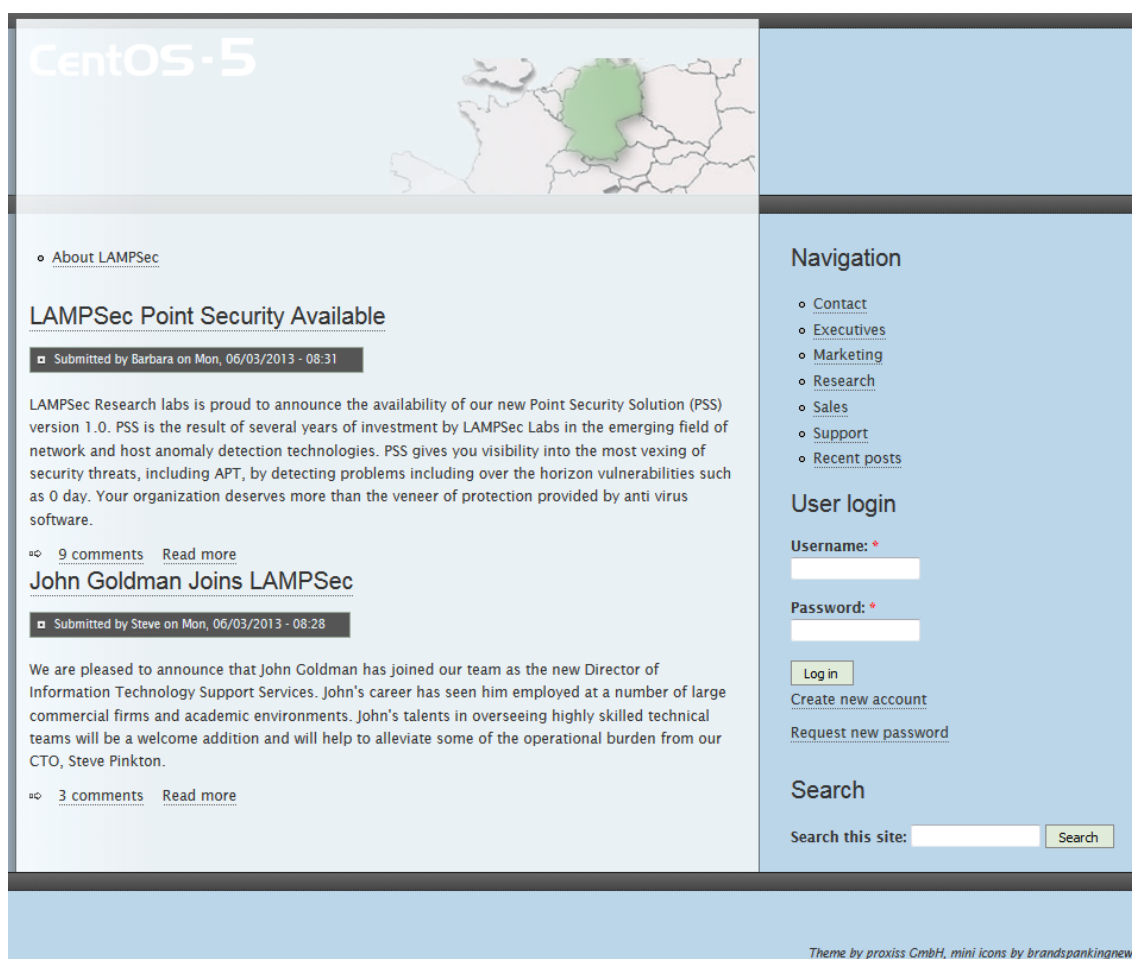 CentOS-5
About LAMPSec
LAMPSec Point Security Available
Submitted by Barbara on Mon, 06/03/2013 - 08:31
LAMPSec Research labs is proud to announce the availability of our new Point Security Solution (PSS)
version 1.0. PSS is the result of several years of investment by LAMPSec Labs in the emerging field of
network and host anomaly detection technologies. PSS gives you visibility into the most vexing of
security threats, including APT, by detecting problems including over the horizon vulnerabilities such
as 0 day. Your organization deserves more than the veneer of protection provided by anti virus
software.
9 comments Read more
John Goldman Joins LAMPSec
Submitted by Steve on Mon, 06/03/2013 - 08:28
We are pleased to announce that John Goldman has joined our team as the new Director of
Information Technology Support Services. John's career has seen him employed at a number of large
commercial firms and academic environments. John's talents in overseeing highly skilled technical
teams will be a welcome addition and will help to alleviate some of the operational burden from our
CTO, Steve Pinkton.
3 comments Read more
Navigation
Contact
Executives
Marketing
Research
Sales
Support
Recent posts
User login
Username: *
Password: *
Log in
Create new account
Request new password
Search
Search this site: Search
Theme by proxiss GmbH, mini icons by brandspankingnew